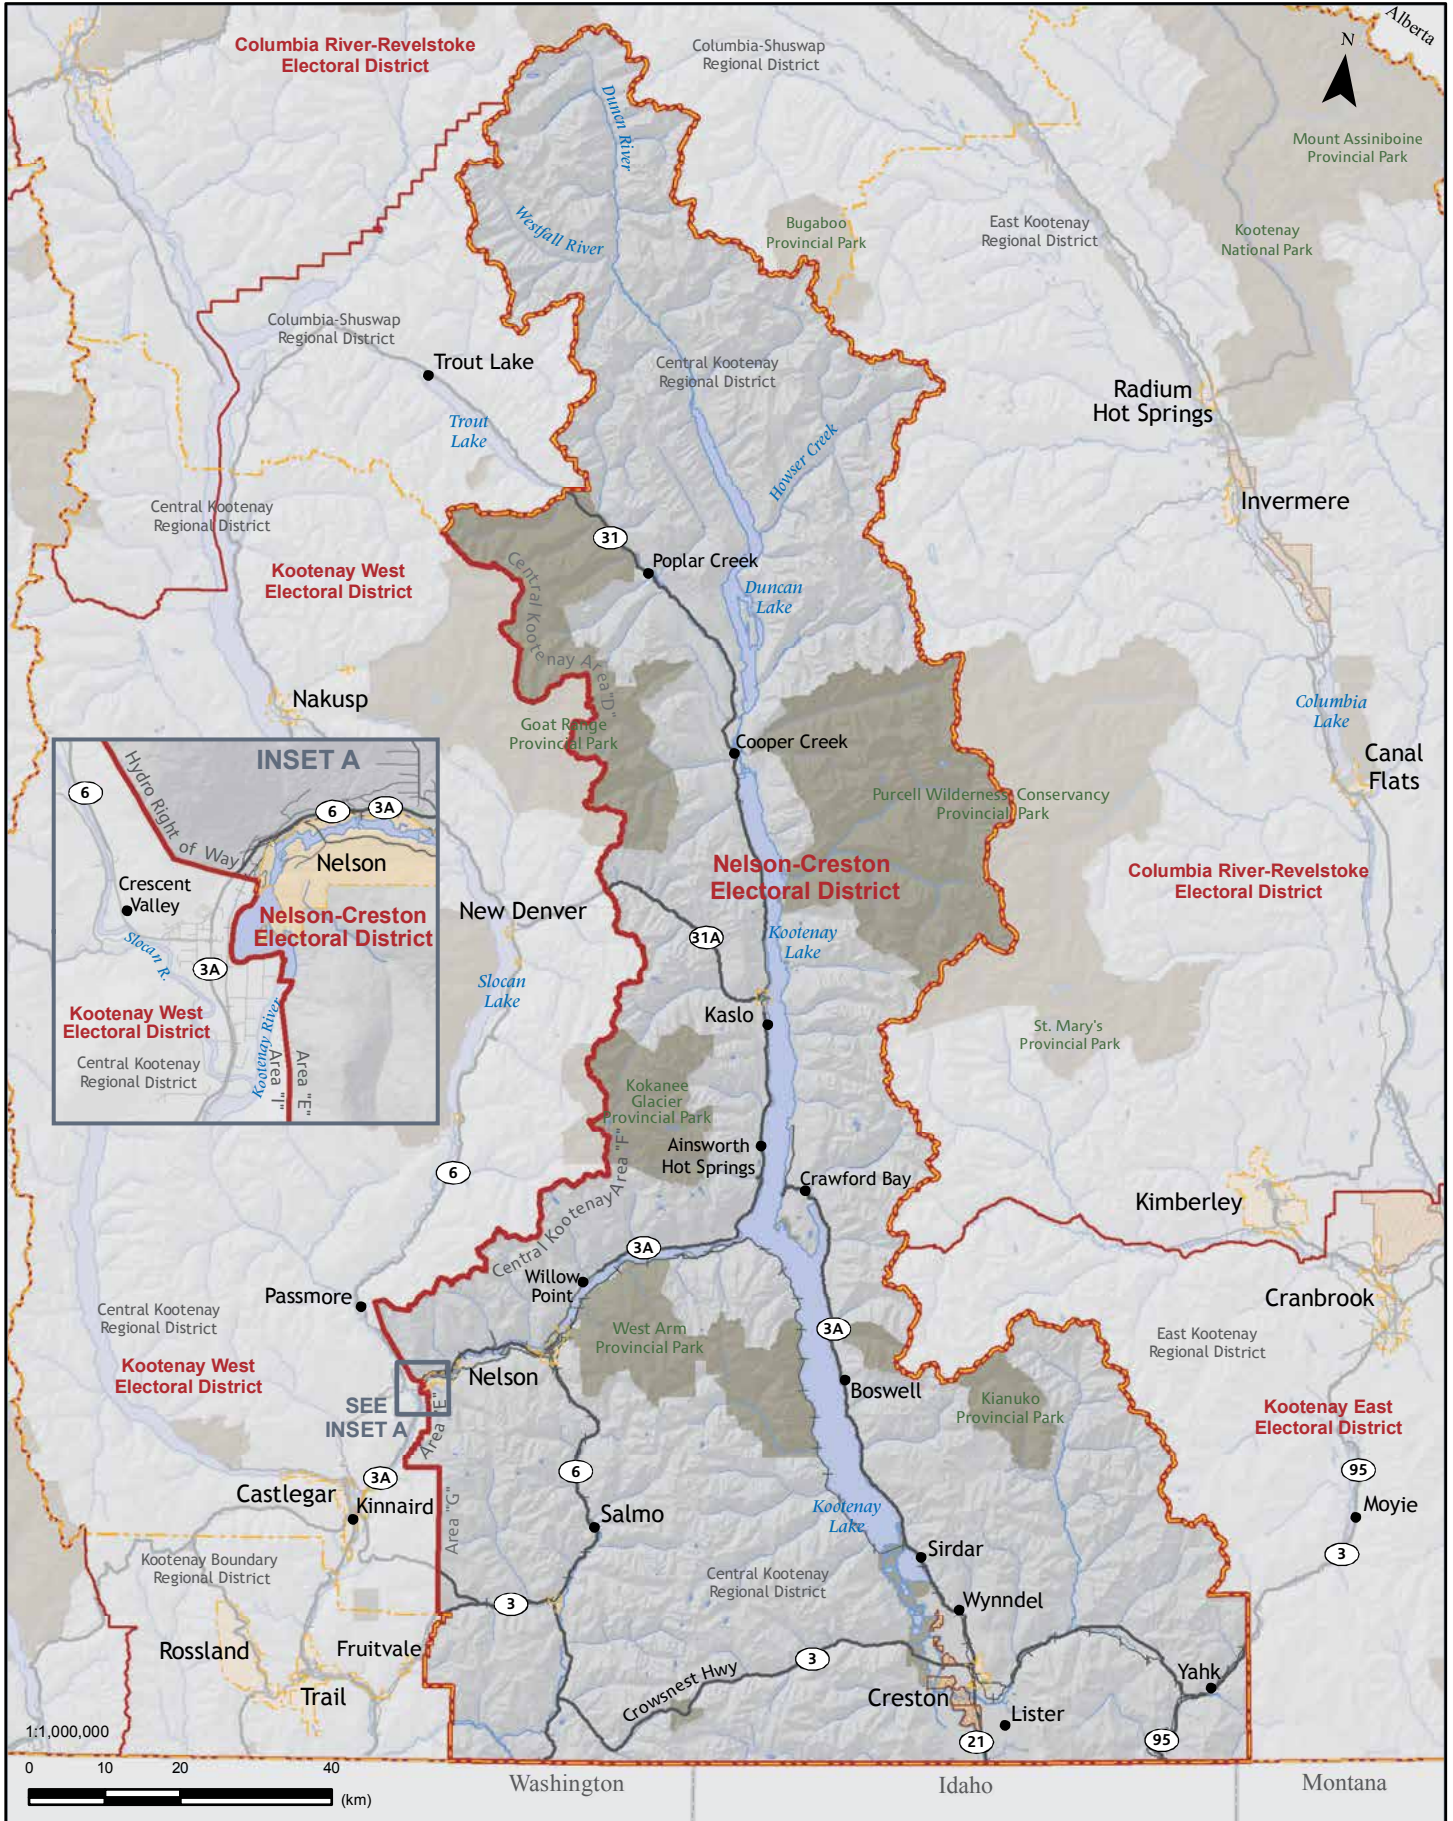 Alberta
Columbia River-Revelstoke
Electoral District
Columbia-Shuswap
Regional District
N
Duncn River
Mount Assiniboine
Provincial Park
Westfall River
Bugaboo
Provincial Park
East Kootenay
Regional District
Kootenay
National Park
Columbia-Shuswap
Regional District
Trout Lake
Central Kootenay
Regional District
Radium
Hot Springs
Trout
Lake
Howser Creek
Invermere
Central Kootenay
Regional District
31
Poplar Creek
Kootenay West
Electoral District
Central Kootenay Area "D"
Duncan
Lake
Nakusp
Goat Range
Provincial Park
Columbia
Lake
Cooper Creek
Canal
Flats
INSET A
Hydro Right of Way
6
6
3A
Nelson
Crescent
Valley
Nelson-Creston
Electoral District
Slocan R.
3A
Kootenay West
Electoral District
Kootenay River
Central Kootenay
Regional District
Area "I"
Area "E"
Purcell Wilderness Conservancy
Provincial Park
Nelson-Creston
Electoral District
Columbia River-Revelstoke
Electoral District
New Denver
31A
Kootenay
Lake
Slocan
Lake
Kaslo
St. Mary's
Provincial Park
Kokanee
Glacier
Provincial Park
Ainsworth
Hot Springs
6
Crawford Bay
Kimberley
Central Kootenay Area "F"
3A
Willow
Point
Passmore
Cranbrook
Central Kootenay
Regional District
West Arm
Provincial Park
3A
East Kootenay
Regional District
Kootenay West
Electoral District
Nelson
Boswell
SEE
INSET A
Area "E"
Kianuko
Provincial Park
Kootenay East
Electoral District
3A
6
95
Castlegar
Kinnaird
Area "G"
Salmo
Kootenay
Lake
Moyie
Kootenay Boundary
Regional District
Sirdar
3
Central Kootenay
Regional District
3
Wynndel
Rossland
Fruitvale
3
Crowsnest Hwy
Yahk
Trail
Creston
Lister
1:1,000,000
21
95
0 10 20 40
(km)
Washington
Idaho
Montana